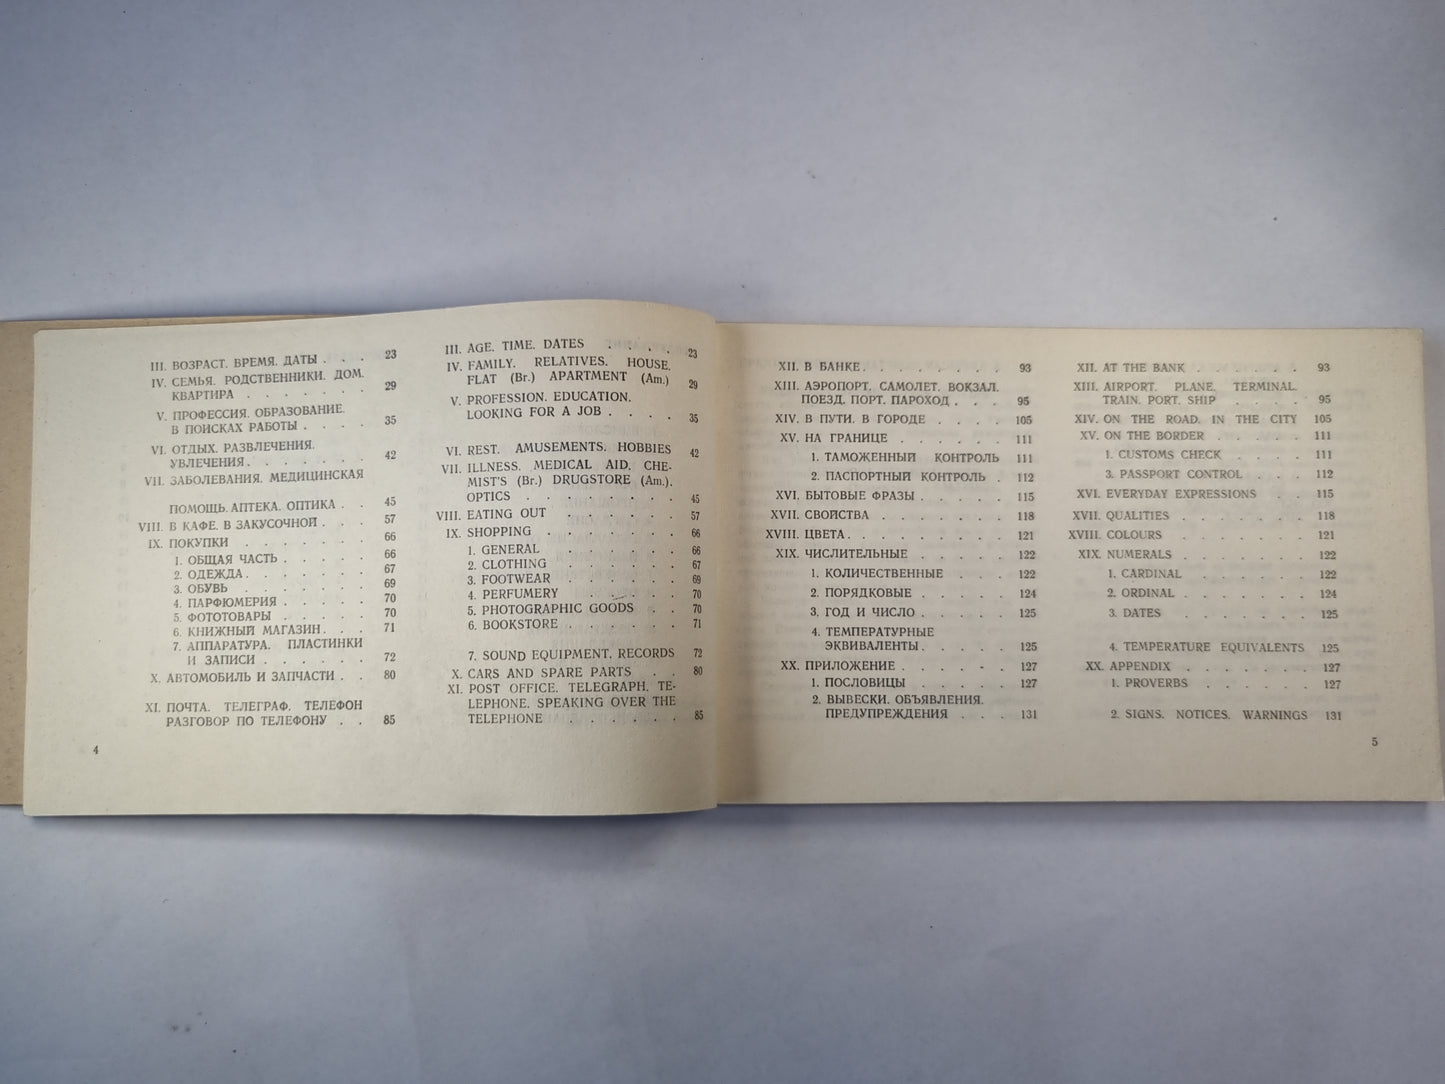 III. ВОЗРАСТ. ВРЕМЯ. ДАТЫ . . . 23
IV. СЕМЬЯ. РОДСТВЕННИКИ. ДОМ.
КВАРТИРА . . . . . . . 29
V. ПРОФЕССИЯ. ОБРАЗОВАНИЕ.
В ПОИСКАХ РАБОТЫ . . . . 35
VI. ОТДЫХ. РАЗВЛЕЧЕНИЯ.
УВЛЕЧЕНИЯ . . . . . . . 42
VII. ЗАБОЛЕВАНИЯ. МЕДИЦИНСКАЯ
ПОМОЩЬ. АПТЕКА. ОПТИКА . . 45
VIII. В КАФЕ. В ЗАКУСОЧНОЙ . . . 57
IX. ПОКУПКИ . . . . . . . 66
1. ОБЩАЯ ЧАСТЬ . . . . . 66
2. ОДЕЖДА . . . . . . . 67
3. ОБУВЬ . . . . . . . 69
4. ПАРФЮМЕРИЯ . . . . . 70
5. ФОТОТОВАРЫ . . . . . 70
6. КНИЖНЫЙ МАГАЗИН . . . 71
7. АППАРАТУРА. ПЛАСТИНКИ
И ЗАПИСИ . . . . . . 72
X. АВТОМОБИЛЬ И ЗАПЧАСТИ . . 80
XI. ПОЧТА. ТЕЛЕГРАФ. ТЕЛЕФОН
РАЗГОВОР ПО ТЕЛЕФОНУ . . 85
4
III. AGE. TIME. DATES . . . . 23
IV. FAMILY. RELATIVES. HOUSE.
FLAT (Br.) APARTMENT (Am.) 29
V. PROFESSION. EDUCATION.
LOOKING FOR A JOB . . . . 35
VI. REST. AMUSEMENTS. HOBBIES 42
VII. ILLNESS. MEDICAL AID. CHE-
MIST'S (Br.) DRUGSTORE (Am.).
OPTICS . . . . . . . . 45
VIII. EATING OUT . . . . . . 57
IX. SHOPPING . . . . . . . 66
1. GENERAL . . . . . . 66
2. CLOTHING . . . . . . 67
3. FOOTWEAR . . . . . . 69
4. PERFUMERY . . . . . 70
5. PHOTOGRAPHIC GOODS . . 70
6. BOOKSTORE . . . . . . 71
7. SOUND EQUIPMENT. RECORDS 72
X. CARS AND SPARE PARTS . . 80
XI. POST OFFICE. TELEGRAPH. TE-
LEPHONE. SPEAKING OVER THE
TELEPHONE . . . . . . 85
XII. В БАНКЕ . . . . . . . . 93
XIII. АЭРОПОРТ. САМОЛЕТ. ВОКЗАЛ.
ПОЕЗД. ПОРТ. ПАРОХОД . . . 95
XIV. В ПУТИ. В ГОРОДЕ . . . . 105
XV. НА ГРАНИЦЕ . . . . . . 111
1. ТАМОЖЕННЫЙ КОНТРОЛЬ 111
2. ПАСПОРТНЫЙ КОНТРОЛЬ . 112
XVI. БЫТОВЫЕ ФРАЗЫ . . . . . 115
XVII. СВОЙСТВА . . . . . . . 118
XVIII. ЦВЕТА . . . . . . . . 121
XIX. ЧИСЛИТЕЛЬНЫЕ . . . . . 122
1. КОЛИЧЕСТВЕННЫЕ . . . 122
2. ПОРЯДКОВЫЕ . . . . . 124
3. ГОД И ЧИСЛО . . . . . 125
4. ТЕМПЕРАТУРНЫЕ
ЭКВИВАЛЕНТЫ . . . . . 125
XX. ПРИЛОЖЕНИЕ . . . . . . 127
1. ПОСЛОВИЦЫ . . . . . 127
2. ВЫВЕСКИ. ОБЪЯВЛЕНИЯ.
ПРЕДУПРЕЖДЕНИЯ . . . 131
XII. AT THE BANK . . . . . . 93
XIII. AIRPORT. PLANE. TERMINAL.
TRAIN. PORT. SHIP . . . . 95
XIV. ON THE ROAD. IN THE CITY 105
XV. ON THE BORDER . . . . . 111
1. CUSTOMS CHECK . . . . 111
3. PASSPORT CONTROL . . . 112
XVI. EVERYDAY EXPRESSIONS . . 115
XVII. QUALITIES . . . . . . . 118
XVIII. COLOURS . . . . . . . 121
XIX. NUMERALS . . . . . . . 122
1. CARDINAL . . . . . . 122
2. ORDINAL . . . . . . . 124
3. DATES . . . . . . . 125
4. TEMPERATURE EQUIVALENTS 125
XX. APPENDIX . . . . . . . 127
1. PROVERBS . . . . . . 127
2. SIGNS. NOTICES. WARNINGS 131
5